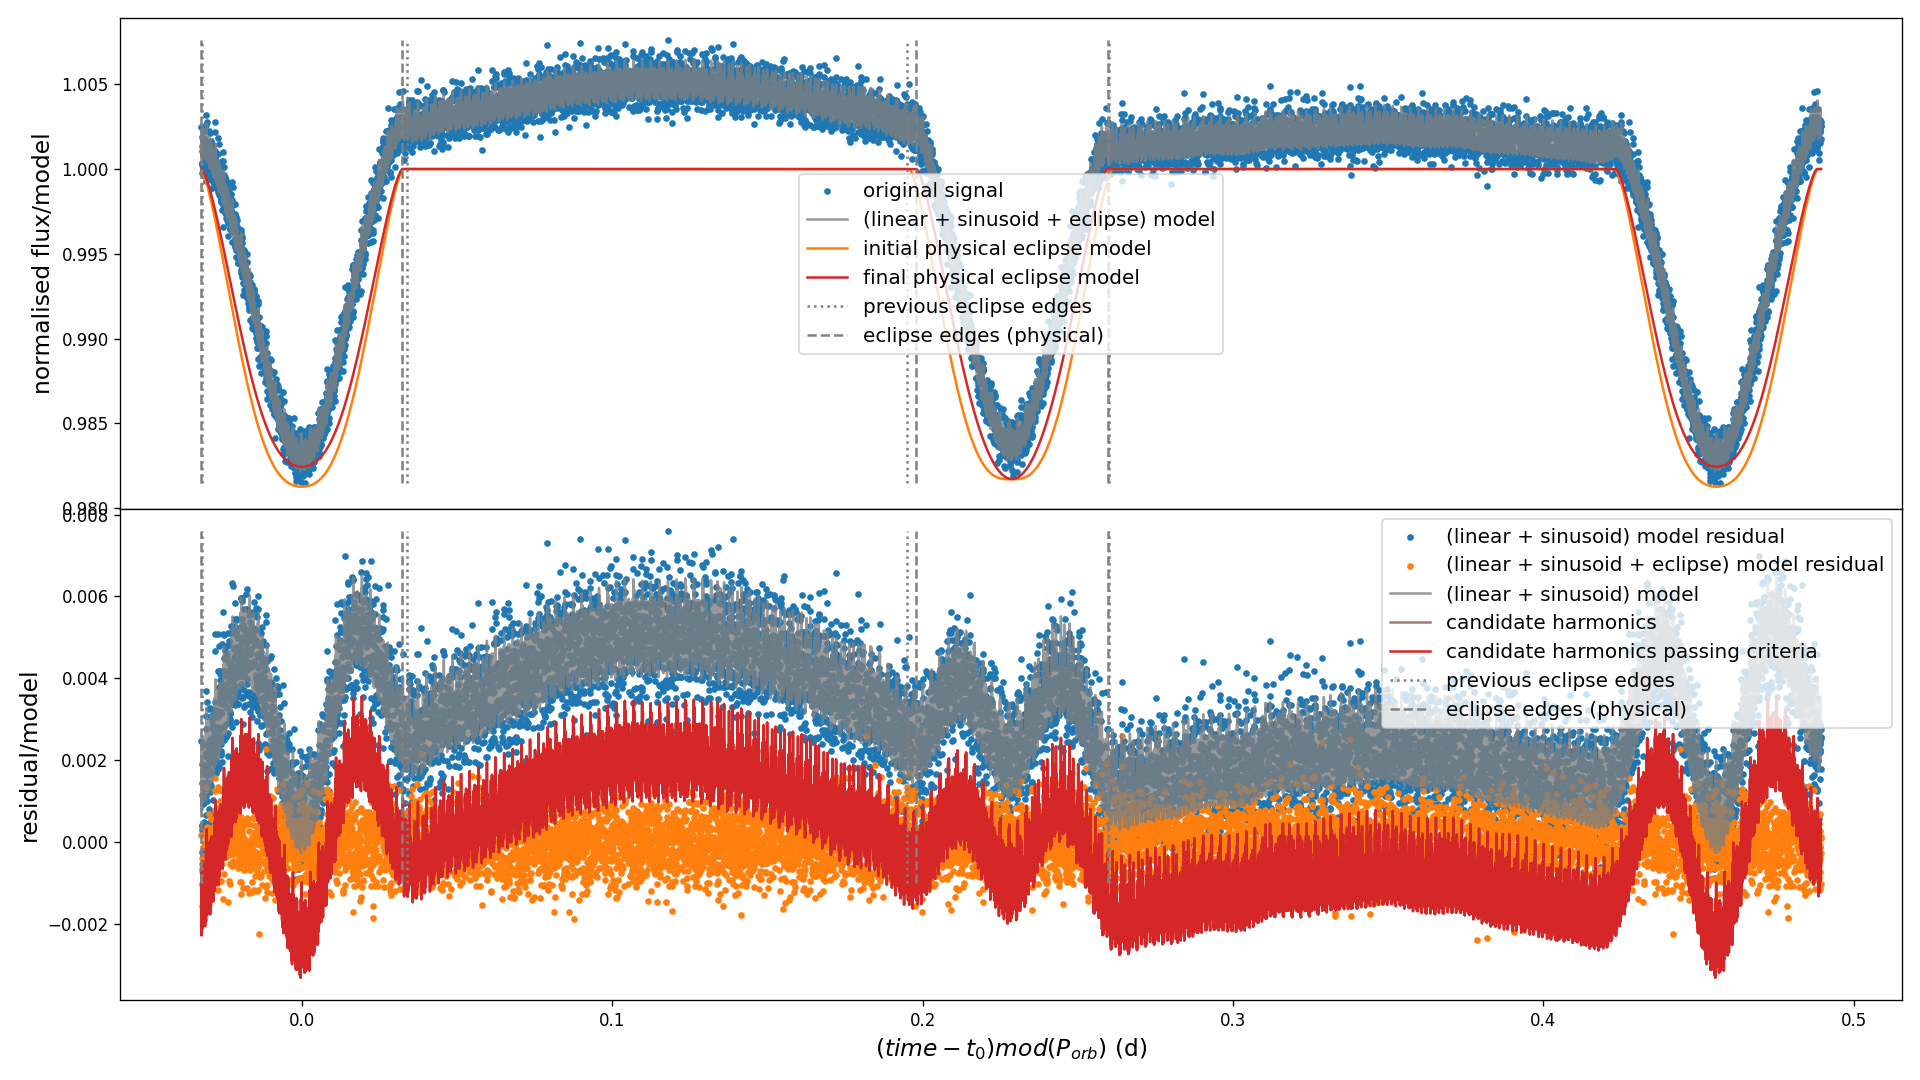 normalised flux/model
1.005
1.000
0.995
0.990
0.985
0.980
original signal
(linear + sinusoid + eclipse) model
initial physical eclipse model
final physical eclipse model
previous eclipse edges
eclipse edges (physical)
residual/model
0.008
0.006
0.004
0.002
0.000
−0.002
(linear + sinusoid) model residual
(linear + sinusoid + eclipse) model residual
(linear + sinusoid) model
candidate harmonics
candidate harmonics passing criteria
previous eclipse edges
eclipse edges (physical)
0.0 0.1 0.2 0.3 0.4 0.5
(time − t₀)mod(Pₒᵣb) (d)